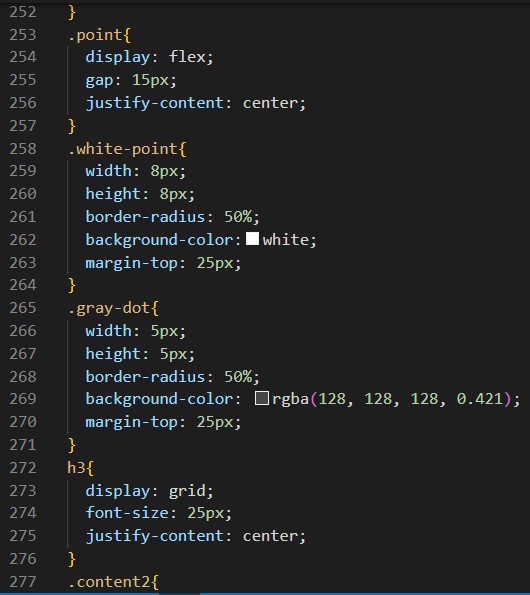 252 }
253 .point{
254 display: flex;
255 gap: 15px;
256 justify-content: center;
257 }
258 .white-point{
259 width: 8px;
260 height: 8px;
261 border-radius: 50%;
262 background-color: white;
263 margin-top: 25px;
264 }
265 .gray-dot{
266 width: 5px;
267 height: 5px;
268 border-radius: 50%;
269 background-color: rgba(128, 128, 128, 0.421);
270 margin-top: 25px;
271 }
272 h3{
273 display: grid;
274 font-size: 25px;
275 justify-content: center;
276 }
277 .content2{